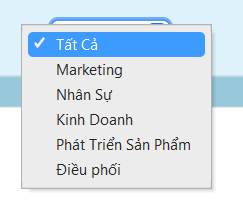 Tất Cả
Marketing
Nhân Sự
Kinh Doanh
Phát Triển Sản Phẩm
Điều phối